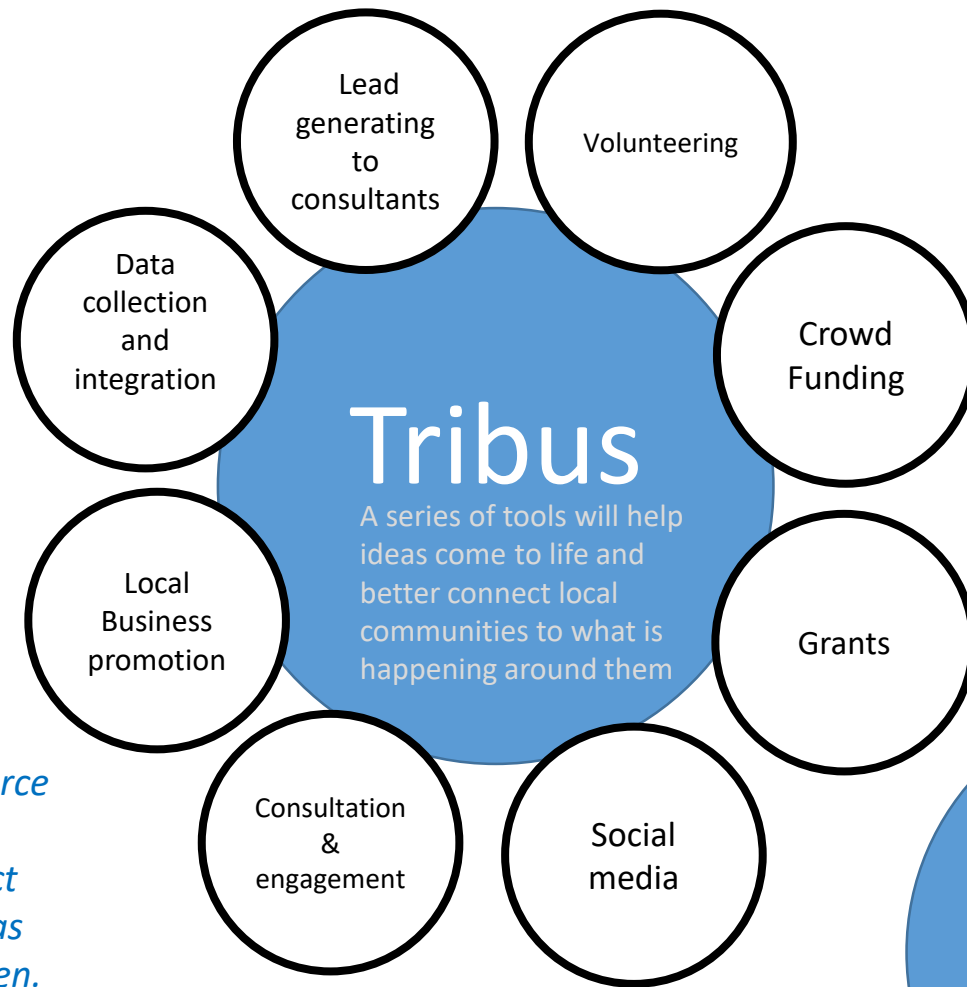 Lead
generating
to
consultants
Volunteering
Data
collection
and
integration
Crowd
Funding
Tribus
A series of tools will help
ideas come to life and
better connect local
communities to what is
happening around them
Local
Business
promotion
Grants
Consultation
&
engagement
Social
media